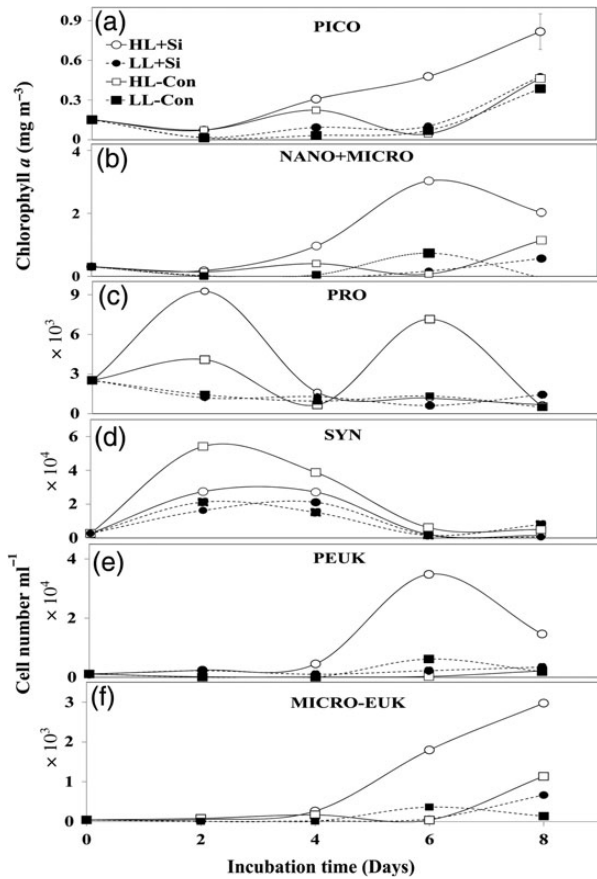 (a) PICO
HL+Si
LL+Si
HL-Con
LL-Con
0.9
0.6
0.3
0
Chlorophyll a (mg m⁻³)
(b) NANO+MICRO
4
2
0
(c) PRO
× 10³
9
6
3
0
(d) SYN
× 10⁴
6
4
2
0
Cell number ml⁻¹
(e) PEUK
× 10⁴
4
2
0
(f) MICRO-EUK
× 10³
3
2
1
0
0 2 4 6 8
Incubation time (Days)